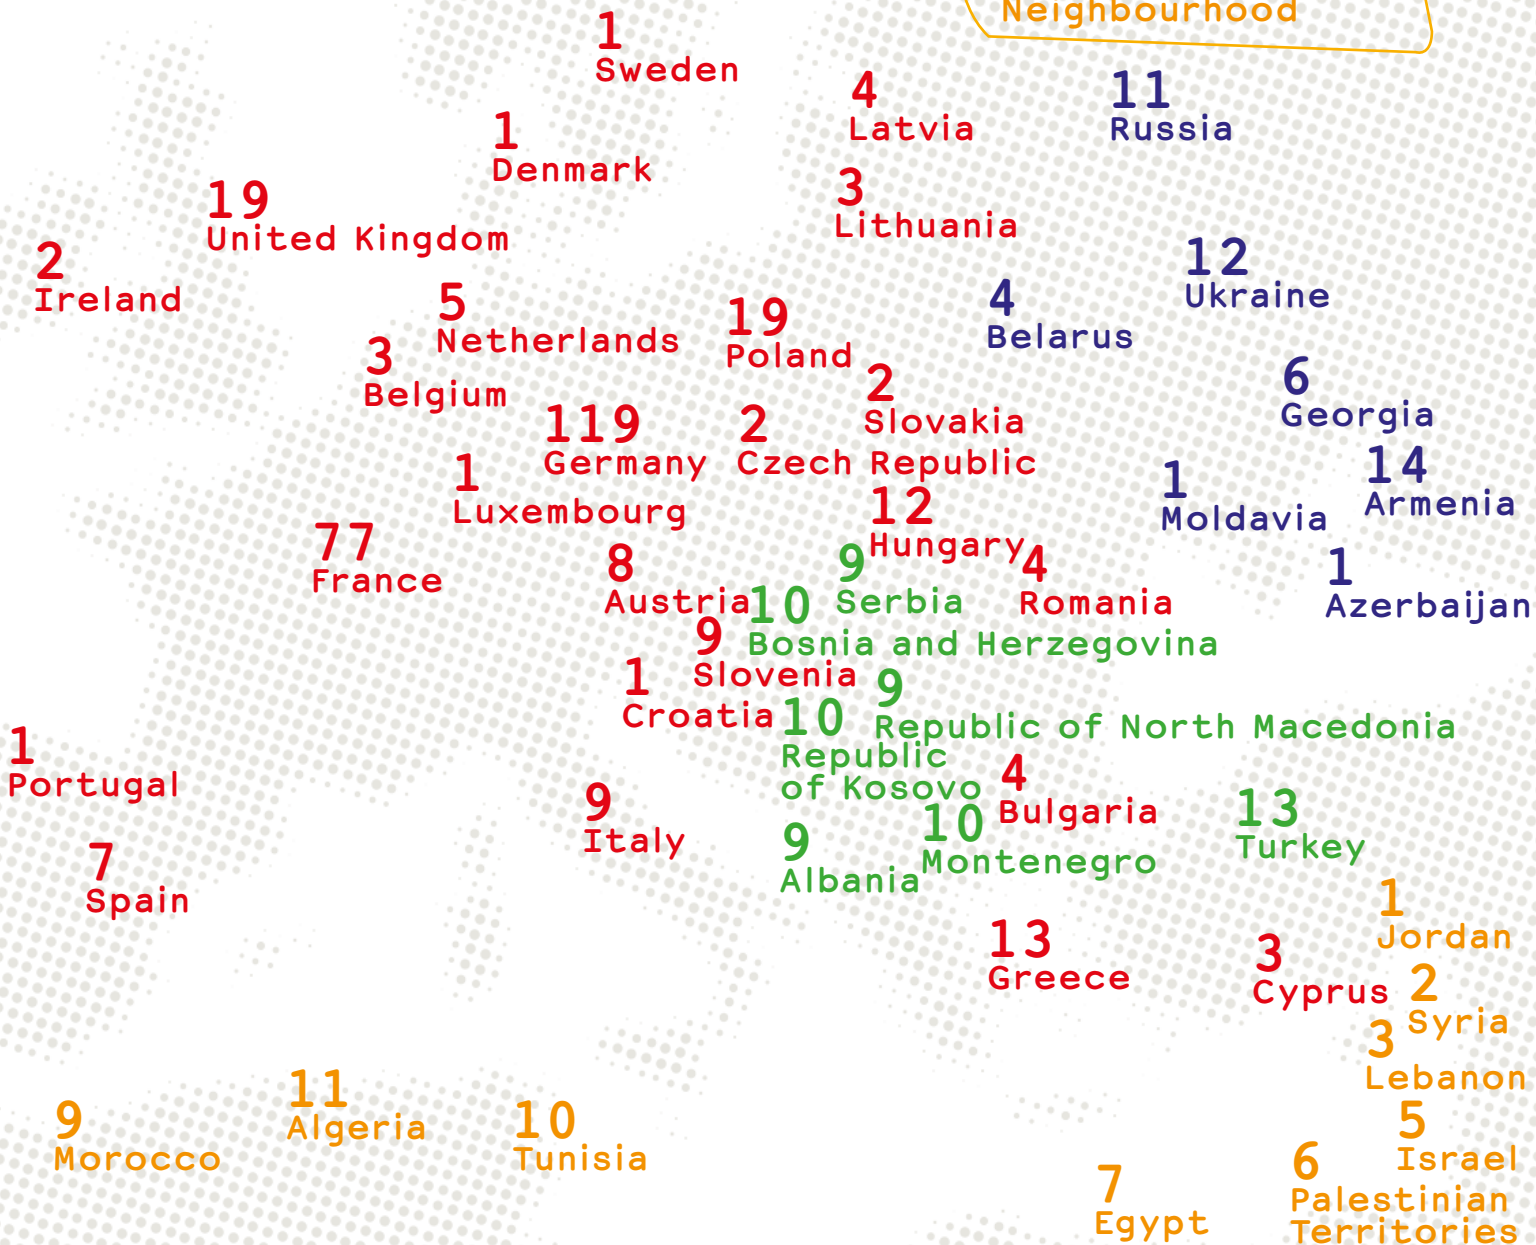 Neighbourhood
1
Sweden
4
Latvia
11
Russia
1
Denmark
3
Lithuania
19
United Kingdom
2
Ireland
12
Ukraine
5
Netherlands
4
Belarus
19
Poland
3
Belgium
2
Slovakia
6
Georgia
119
Germany
2
Czech Republic
1
Luxembourg
14
Armenia
1
Moldavia
12
Hungary
77
France
8
Austria
9
Serbia
4
Romania
1
Azerbaijan
10
Bosnia and Herzegovina
9
Slovenia
1
Croatia
9
Republic of North Macedonia
10
Republic
of Kosovo
1
Portugal
4
Bulgaria
9
Italy
10
Montenegro
13
Turkey
9
Albania
7
Spain
1
Jordan
13
Greece
3
Cyprus
2
Syria
3
Lebanon
9
Morocco
11
Algeria
10
Tunisia
5
Israel
7
Egypt
6
Palestinian
Territories